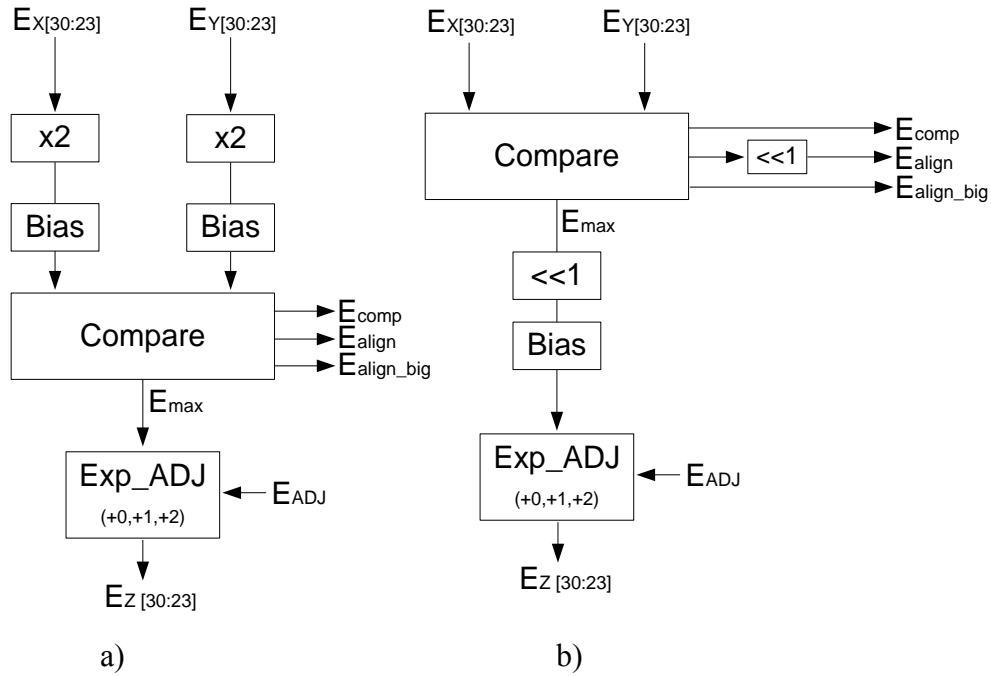 EX[30:23] EY[30:23]
x2 x2
Bias Bias
Compare
Ecomp
Ealign
Ealign_big
Emax
Exp_ADJ
(+0,+1,+2)
EADJ
EZ [30:23]
a)
EX[30:23] EY[30:23]
Compare
Ecomp
<<1
Ealign
Ealign_big
Emax
<<1
Bias
Exp_ADJ
(+0,+1,+2)
EADJ
EZ [30:23]
b)